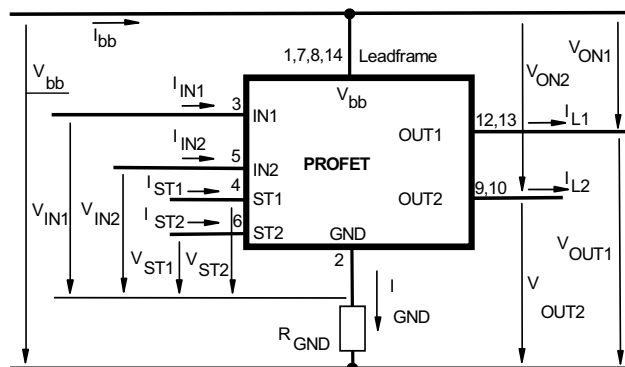 I bb
V bb
1,7,8,14 Leadframe
V ON1
V ON2
I IN1
3
V bb
IN1
12,13
I L1
OUT1
I IN2
5
IN2
PROFET
I ST1
4
ST1
9,10
I L2
OUT2
I ST2
6
ST2
GND
V IN1
V IN2
V ST1
V ST2
2
V OUT1
I GND
V OUT2
R GND